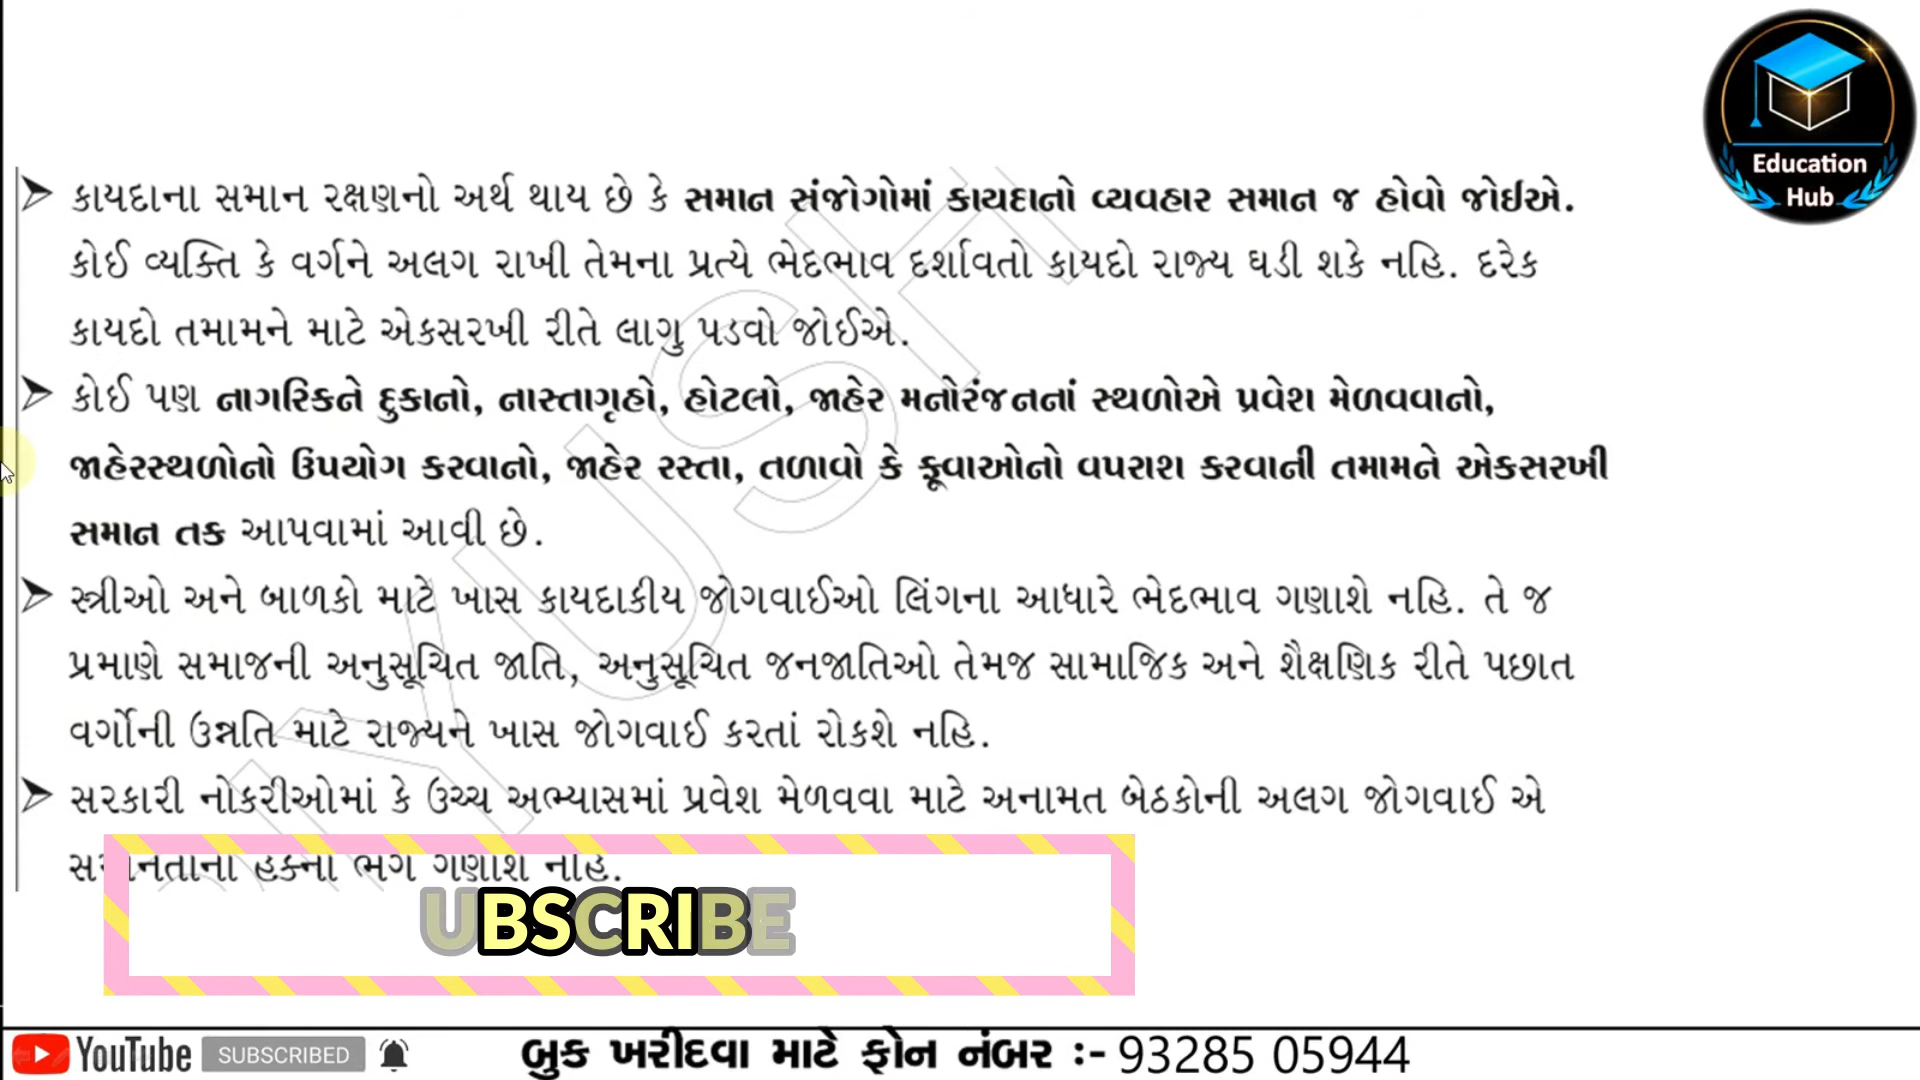 Education
Hub
➢ કાયદાના સમાન રક્ષણનો અર્થ થાય છે કે સમાન સંજોગોમાં કાયદાનો વ્યવહાર સમાન જ હોવો જોઈએ.
કોઈ વ્યક્તિ કે વર્ગને અલગ રાખી તેમના પ્રત્યે ભેદભાવ દર્શાવતો કાયદો રાજ્ય ઘડી શકે નહિ. દરેક
કાયદો તમામને માટે એકસરખી રીતે લાગુ પડવો જોઈએ.
➢ કોઈ પણ નાગરિકને દુકાનો, નાસ્તાગૃહો, હોટલો, જાહેર મનોરંજનનાં સ્થળોએ પ્રવેશ મેળવવાનો,
જાહેરસ્થળોનો ઉપયોગ કરવાનો, જાહેર રસ્તા, તળાવો કે કૂવાઓનો વપરાશ કરવાની તમામને એકસરખી
સમાન તક આપવામાં આવી છે.
➢ સ્ત્રીઓ અને બાળકો માટે ખાસ કાયદાકીય જોગવાઈઓ લિંગના આધારે ભેદભાવ ગણાશે નહિ. તે જ
પ્રમાણે સમાજની અનુસૂચિત જાતિ, અનુસૂચિત જનજાતિઓ તેમજ સામાજિક અને શૈક્ષણિક રીતે પછાત
વર્ગોની ઉન્નતિ માટે રાજ્યને ખાસ જોગવાઈ કરતાં રોકશે નહિ.
➢ સરકારી નોકરીઓમાં કે ઉચ્ચ અભ્યાસમાં પ્રવેશ મેળવવા માટે અનામત બેઠકોની અલગ જોગવાઈ એ
સમાનતાના હકનો ભંગ ગણાશે નહિ.
UBSCRIBE
YouTube SUBSCRIBED બુક ખરીદવા માટે ફોન નંબર :- 93285 05944